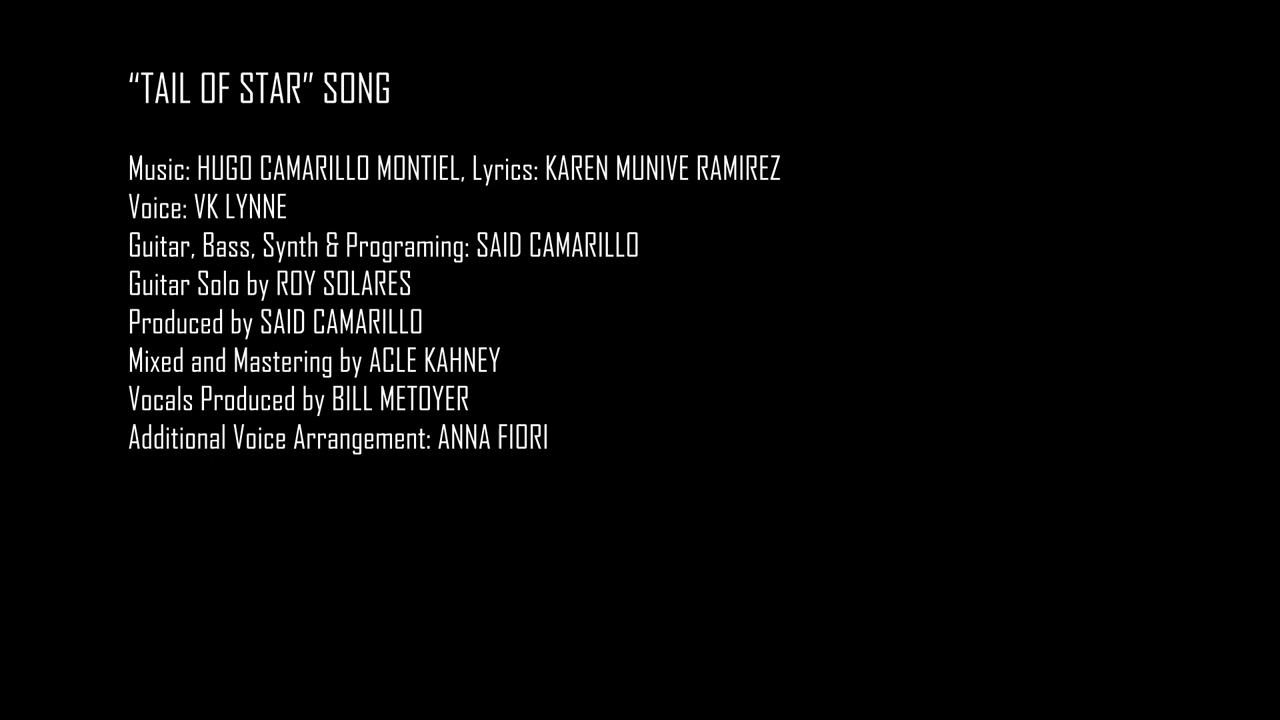 “TAIL OF STAR” SONG
Music: HUGO CAMARILLO MONTIEL, Lyrics: KAREN MUNIVE RAMIREZ
Voice: VK LYNNE
Guitar, Bass, Synth & Programing: SAID CAMARILLO
Guitar Solo by ROY SOLARES
Produced by SAID CAMARILLO
Mixed and Mastering by ACLE KAHNEY
Vocals Produced by BILL METOYER
Additional Voice Arrangement: ANNA FIORI